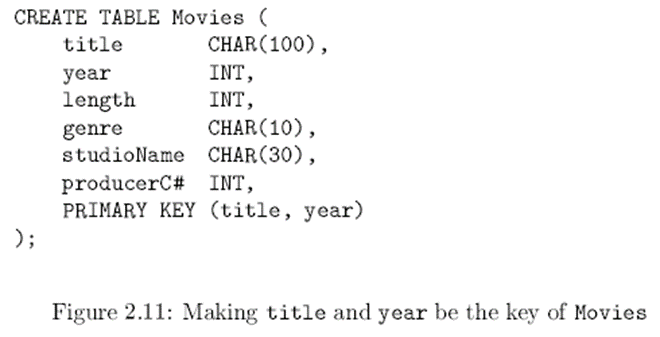 CREATE TABLE Movies (
    title       CHAR(100),
    year        INT,
    length      INT,
    genre       CHAR(10),
    studioName  CHAR(30),
    producerC#  INT,
    PRIMARY KEY (title, year)
);
Figure 2.11: Making title and year be the key of Movies